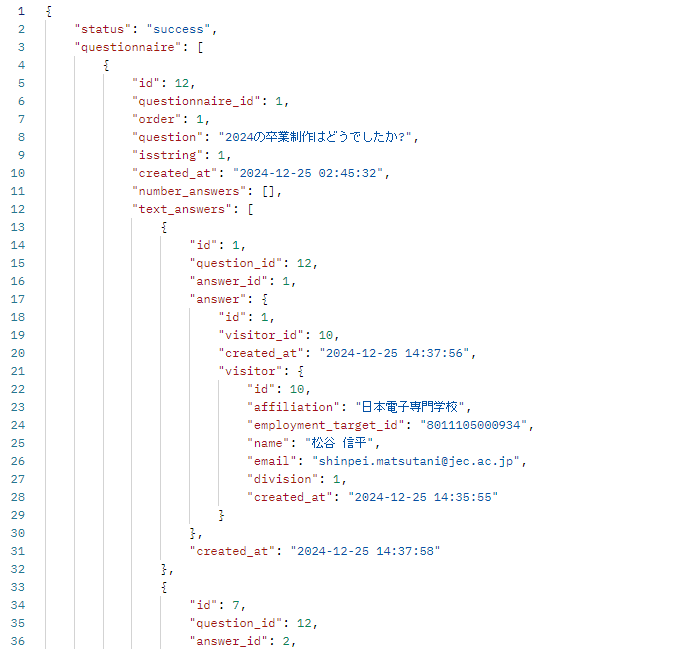 1 {
2 "status": "success",
3 "questionnaire": [
4 {
5 "id": 12,
6 "questionnaire_id": 1,
7 "order": 1,
8 "question": "2024の卒業制作はどうでしたか?",
9 "isstring": 1,
10 "created_at": "2024-12-25 02:45:32",
11 "number_answers": [],
12 "text_answers": [
13 {
14 "id": 1,
15 "question_id": 12,
16 "answer_id": 1,
17 "answer": {
18 "id": 1,
19 "visitor_id": 10,
20 "created_at": "2024-12-25 14:37:56",
21 "visitor": {
22 "id": 10,
23 "affiliation": "日本電子専門学校",
24 "employment_target_id": "8011105000934",
25 "name": "松谷 信平",
26 "email": "shinpei.matsutani@jec.ac.jp",
27 "division": 1,
28 "created_at": "2024-12-25 14:35:55"
29 }
30 },
31 "created_at": "2024-12-25 14:37:58"
32 },
33 {
34 "id": 7,
35 "question_id": 12,
36 "answer_id": 2,